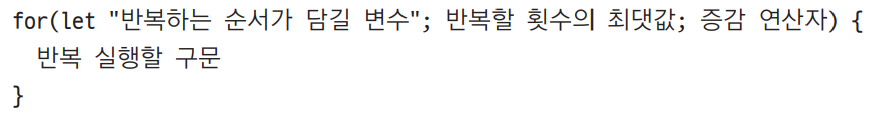 for(let "반복하는 순서가 담길 변수"; 반복할 횟수의 최댓값; 증감 연산자) {
반복 실행할 구문
}